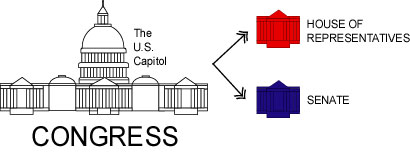 The
U.S.
Capitol
CONGRESS
HOUSE OF
REPRESENTATIVES
SENATE